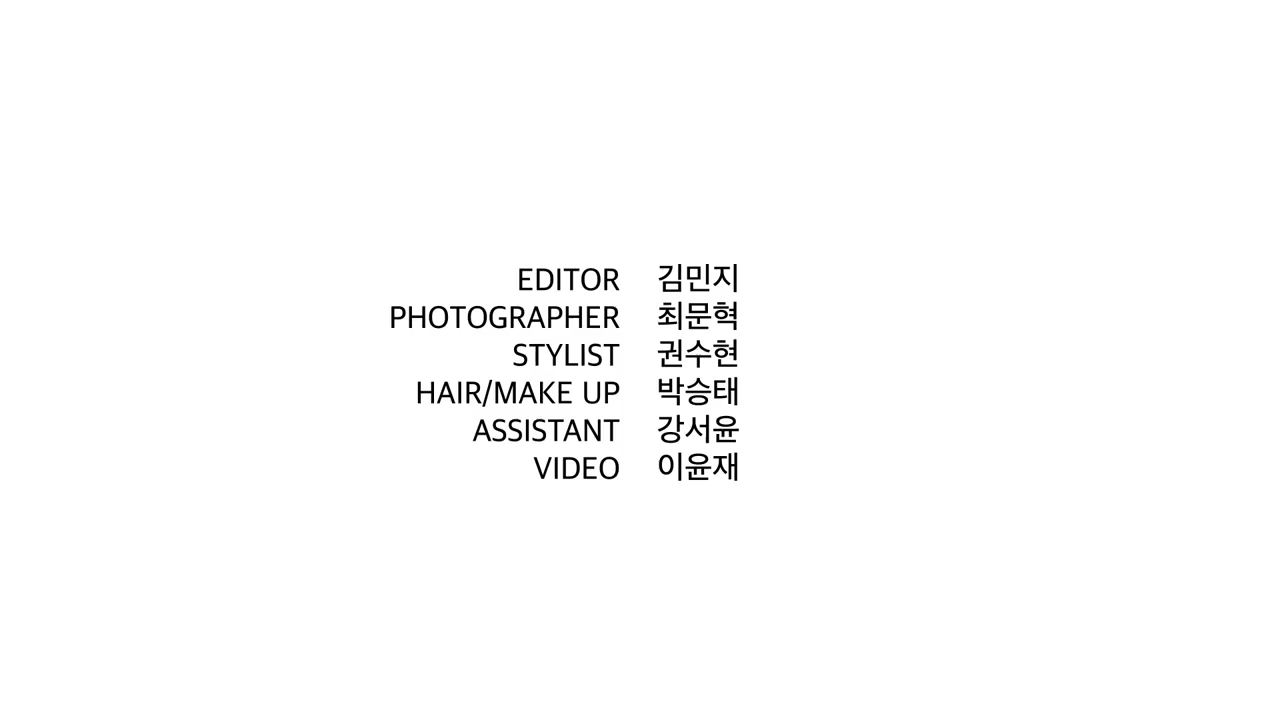 EDITOR 김민지
PHOTOGRAPHER 최문혁
STYLIST 권수현
HAIR/MAKE UP 박승태
ASSISTANT 강서윤
VIDEO 이윤재